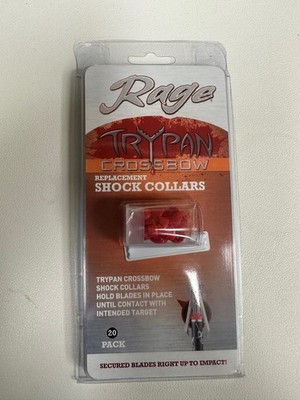 Rage
TRYPAN
CROSSBOW
REPLACEMENT
SHOCK COLLARS
TRYPAN CROSSBOW
SHOCK COLLARS
HOLD BLADES IN PLACE
UNTIL CONTACT WITH
INTENDED TARGET
20
PACK
SECURED BLADES RIGHT UP TO IMPACT!